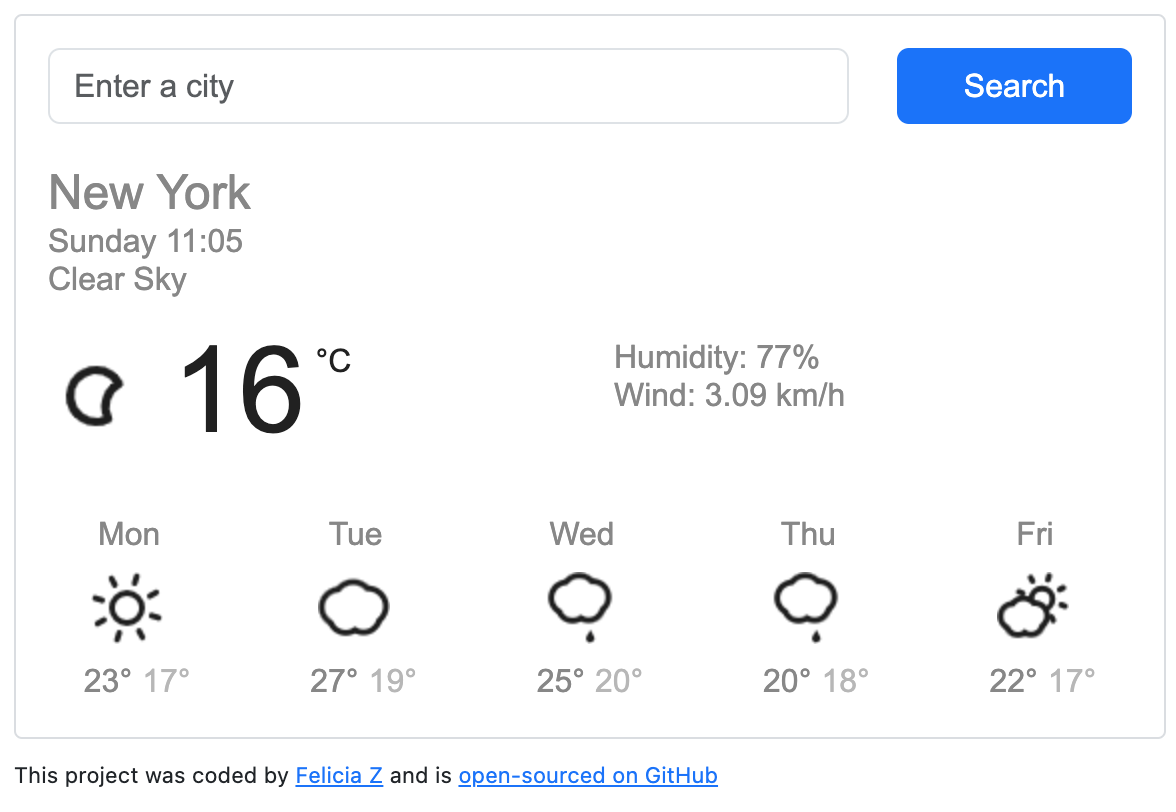 Enter a city
Search
New York
Sunday 11:05
Clear Sky
16 °C
Humidity: 77%
Wind: 3.09 km/h
Mon Tue Wed Thu Fri
23° 17° 27° 19° 25° 20° 20° 18° 22° 17°
This project was coded by Felicia Z and is open-sourced on GitHub